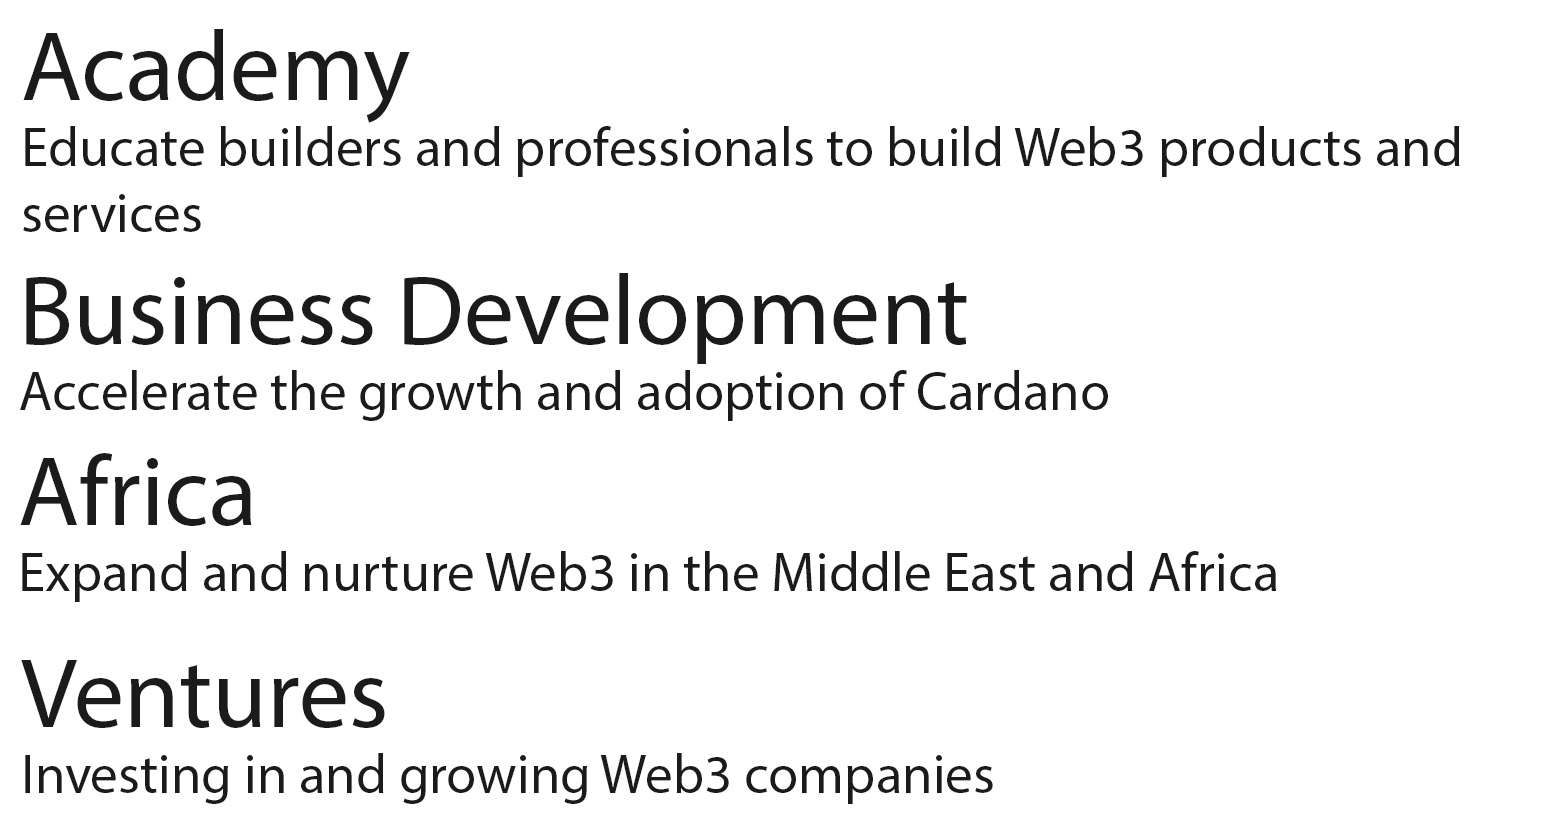 Academy
Educate builders and professionals to build Web3 products and
services
Business Development
Accelerate the growth and adoption of Cardano
Africa
Expand and nurture Web3 in the Middle East and Africa
Ventures
Investing in and growing Web3 companies